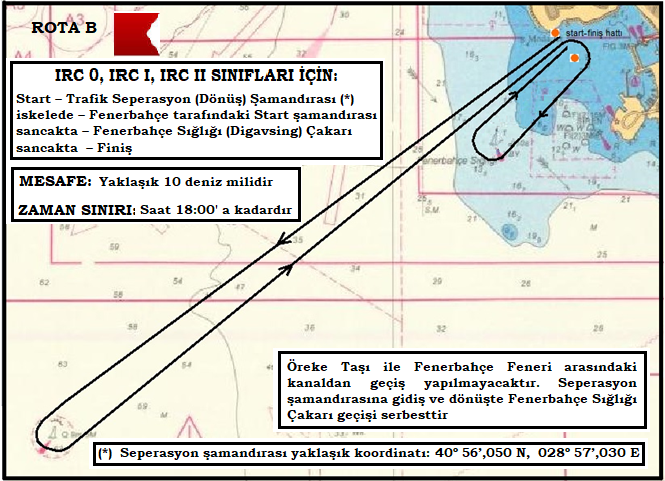 ROTA B
start-finiş hattı
IRC 0, IRC I, IRC II SINIFLARI İÇİN:
Start – Trafik Seperasyon (Dönüş) Şamandırası (*)
iskelede – Fenerbahçe tarafındaki Start şamandırası
sancakta – Fenerbahçe Sığlığı (Digavsing) Çakarı
sancakta – Finiş
MESAFE: Yaklaşık 10 deniz milidir
ZAMAN SINIRI: Saat 18:00' a kadardır
Öreke Taşı ile Fenerbahçe Feneri arasındaki
kanaldan geçiş yapılmayacaktır. Seperasyon
şamandırasına gidiş ve dönüşte Fenerbahçe Sığlığı
Çakarı geçişi serbesttir
(*) Seperasyon şamandırası yaklaşık koordinatı: 40º 56',050 N, 028º 57',030 E